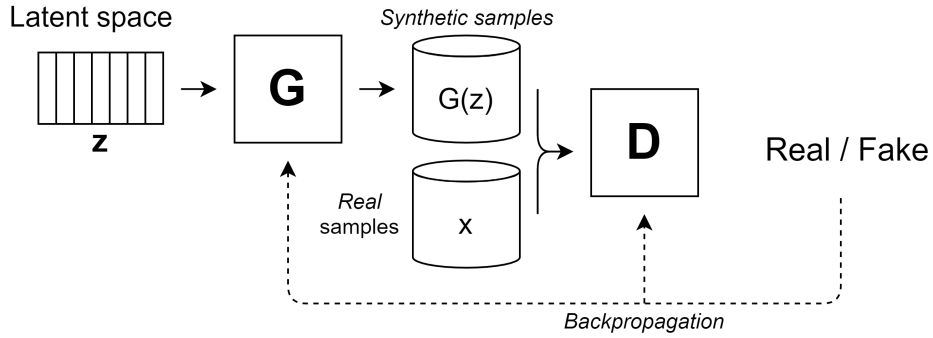 Latent space
z
G
Synthetic samples
G(z)
Real
samples
x
D
Real / Fake
Backpropagation